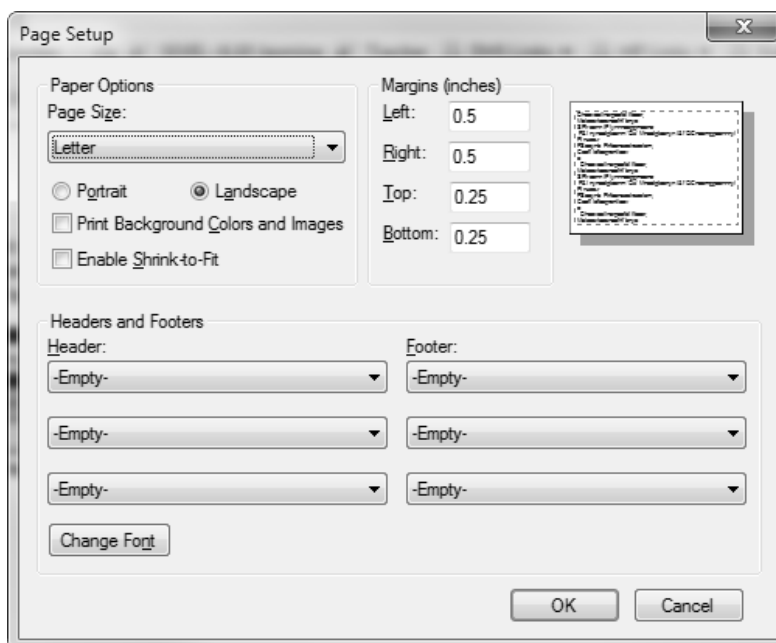 Page Setup
Paper Options
Page Size:
Letter
Portrait Landscape
Print Background Colors and Images
Enable Shrink-to-Fit
Margins (inches)
Left: 0.5
Right: 0.5
Top: 0.25
Bottom: 0.25
Headers and Footers
Header: Footer:
-Empty- -Empty-
-Empty- -Empty-
-Empty- -Empty-
Change Font
OK Cancel